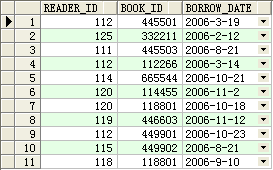 READER_ID BOOK_ID BORROW_DATE
1 112 445501 2006-3-19
2 125 332211 2006-2-12
3 111 445503 2006-8-21
4 112 112266 2006-3-14
5 114 665544 2006-10-21
6 120 114455 2006-11-2
7 120 118801 2006-10-18
8 119 446603 2006-11-12
9 112 449901 2006-10-23
10 115 449902 2006-8-21
11 118 118801 2006-9-10